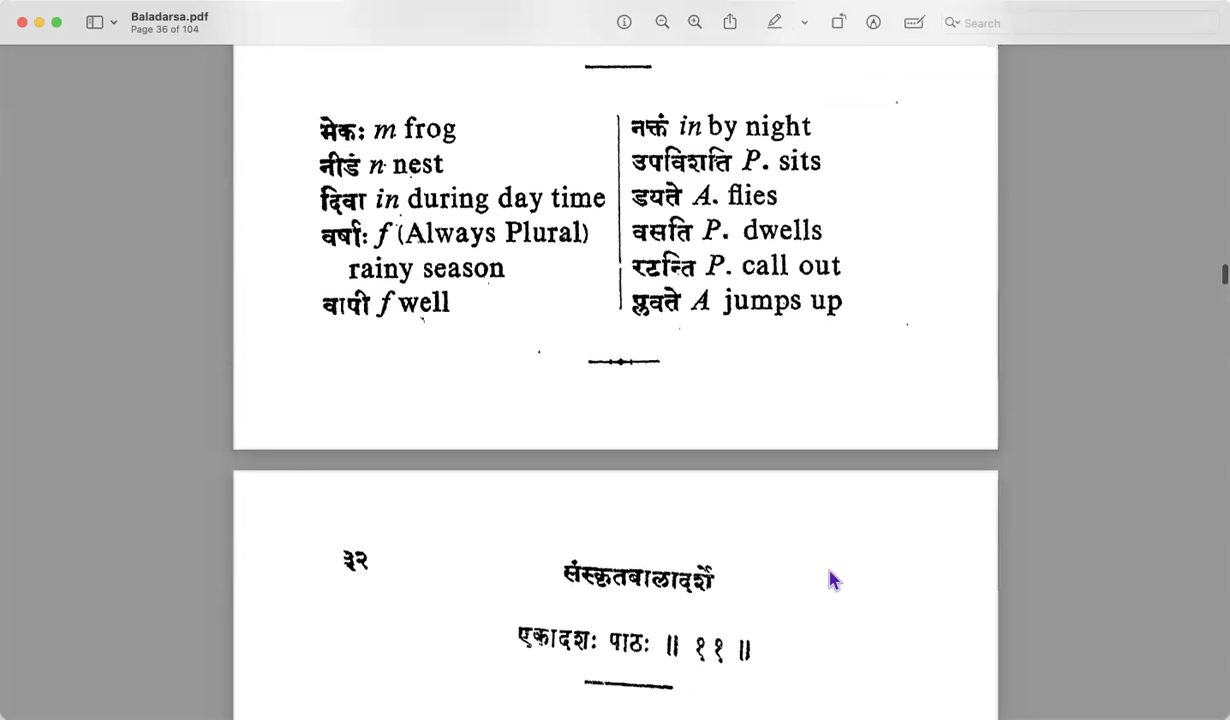 Baladarsa.pdf
Page 36 of 104
Search
भेकः m frog
नीडं n nest
दिवा in during day time
वर्षाः f (Always Plural)
rainy season
वापी f well
नक्तं in by night
उपविशति P. sits
डयते A. flies
वसति P. dwells
रटन्ति P. call out
प्लवते A jumps up
३२
संस्कृतबालादर्शे
एकादशः पाठः ॥ ११ ॥